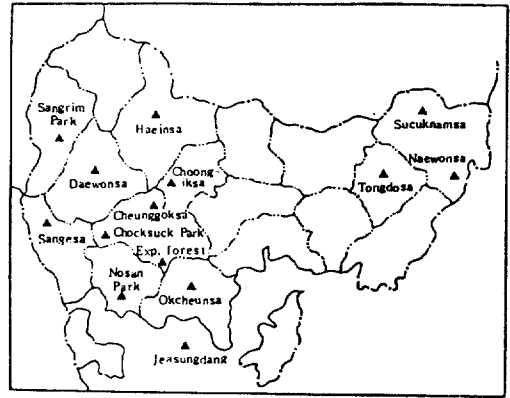 Sangrim
Park
Haeinsa
Sucuknamsa
Naewonsa
Choong
iksa
Daewonsa
Tongdosa
Cheunggoksa
Sangesa
Chocksuck Park
Exp. forest
Nosan
Park
Okcheunsa
Jeasungdang